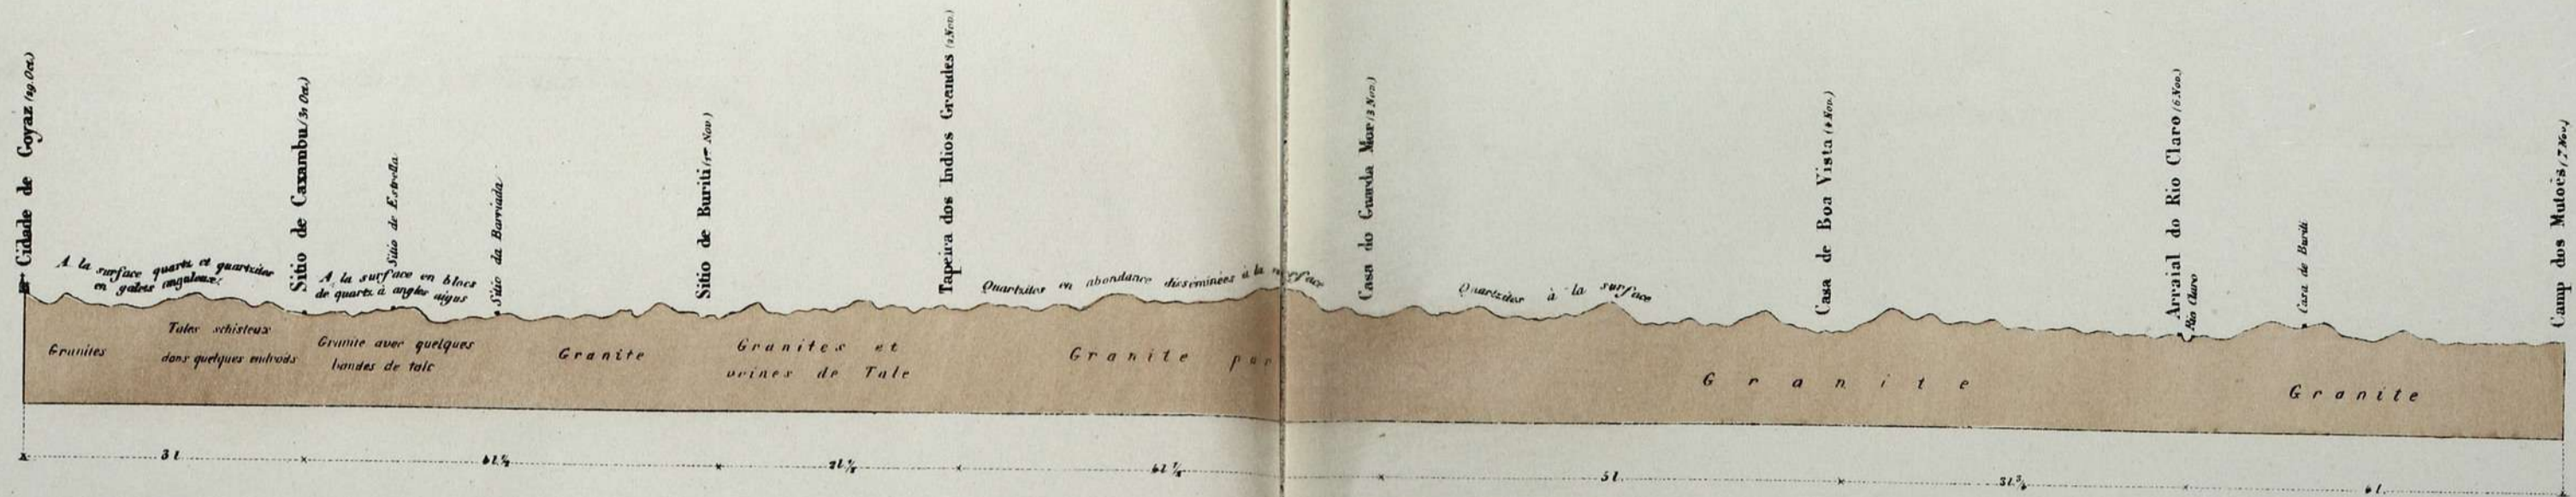 Cidade de Goyaz (29. Oct.)
Sitio de Caxambu (30 Oct.)
Sitio de Estrella
Sitio da Barriada
Sitio de Buriti (1er Nov.)
Tapeira dos Indios Grandes (2 Nov.)
Casa do Guarda Mor (3 Nov.)
Casa de Boa Vista (4 Nov.)
Arraial do Rio Claro (6 Nov.)
Rio Claro
Casa de Buriti
Camp dos Mutoès (7 Nov.)
A la surface quartz et quartzites
en galets anguleux
A la surface en blocs
de quartz à angles aigus
Quartzites en abondance disséminées à la surface
Quartzites à la surface
Granites
Talcs schisteux
dans quelques endroits
Granite avec quelques
bandes de talc
Granite
Granites et
veines de Talc
Granite par
Granite
Granite
3 l
4 l ½
2 l ½
4 l ½
5 l
3 l ¾
4 l